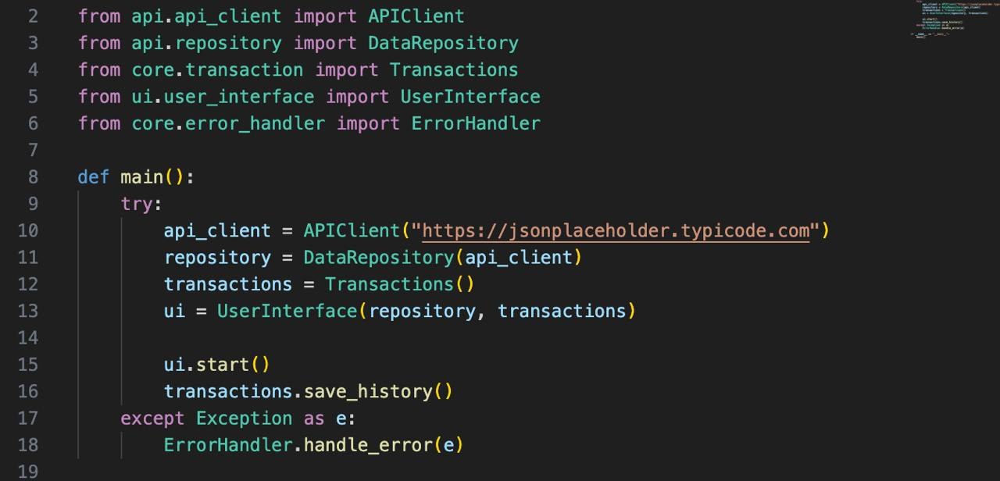 2 from api.api_client import APIClient
3 from api.repository import DataRepository
4 from core.transaction import Transactions
5 from ui.user_interface import UserInterface
6 from core.error_handler import ErrorHandler
7
8 def main():
9     try:
10         api_client = APIClient("https://jsonplaceholder.typicode.com")
11         repository = DataRepository(api_client)
12         transactions = Transactions()
13         ui = UserInterface(repository, transactions)
14
15         ui.start()
16         transactions.save_history()
17     except Exception as e:
18         ErrorHandler.handle_error(e)
19